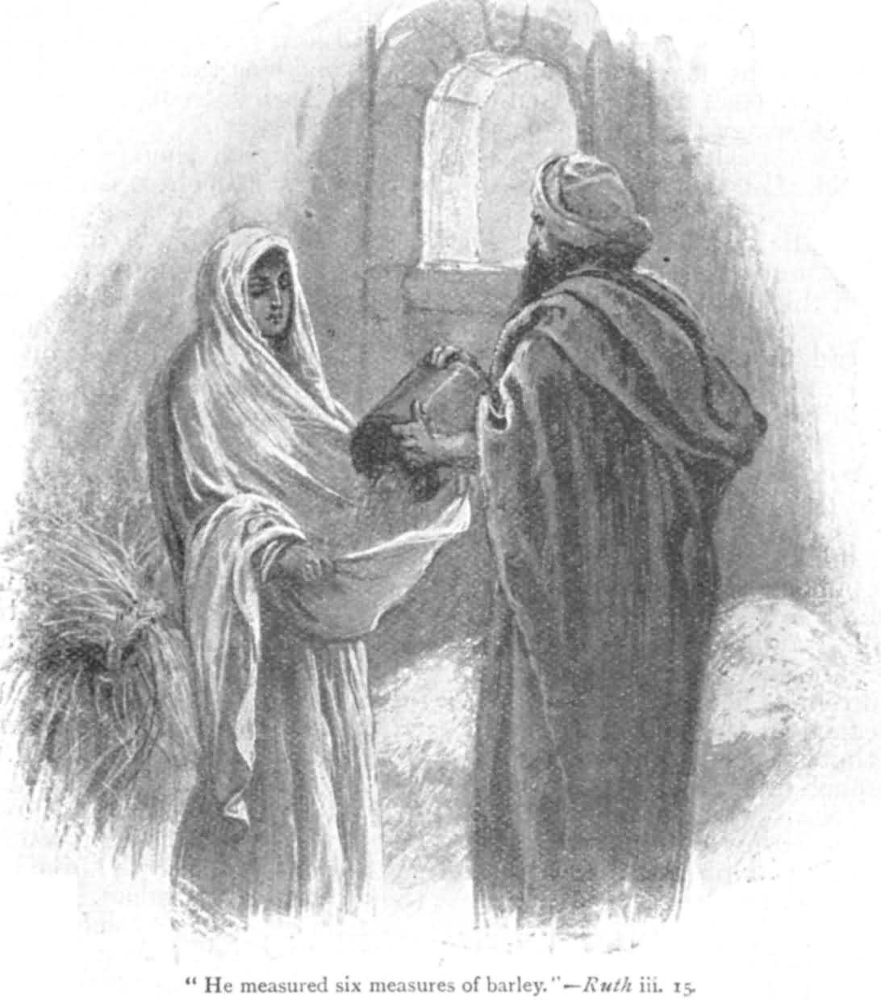 “ He measured six measures of barley.”—Ruth iii. 15.